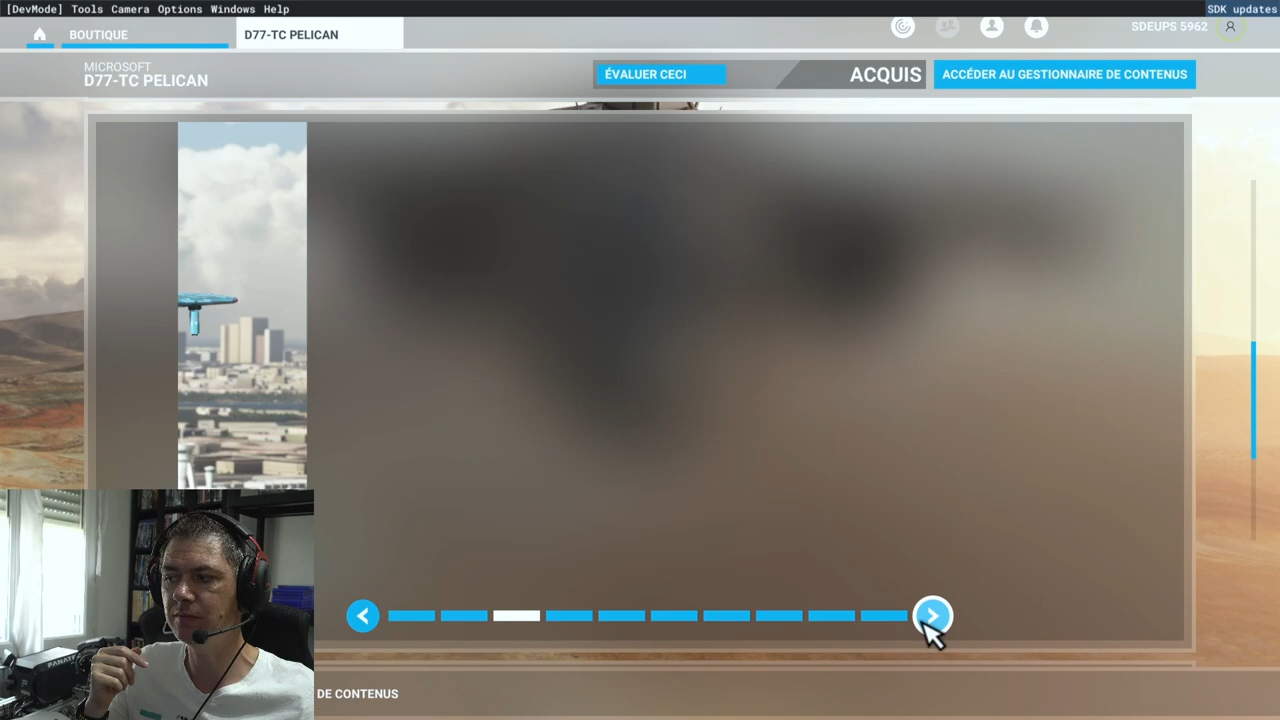 [DevMode] Tools Camera Options Windows Help
SDK updates
BOUTIQUE
D77-TC PELICAN
SDEUPS 5962
MICROSOFT
D77-TC PELICAN
ÉVALUER CECI
ACQUIS
ACCÉDER AU GESTIONNAIRE DE CONTENUS
DE CONTENUS